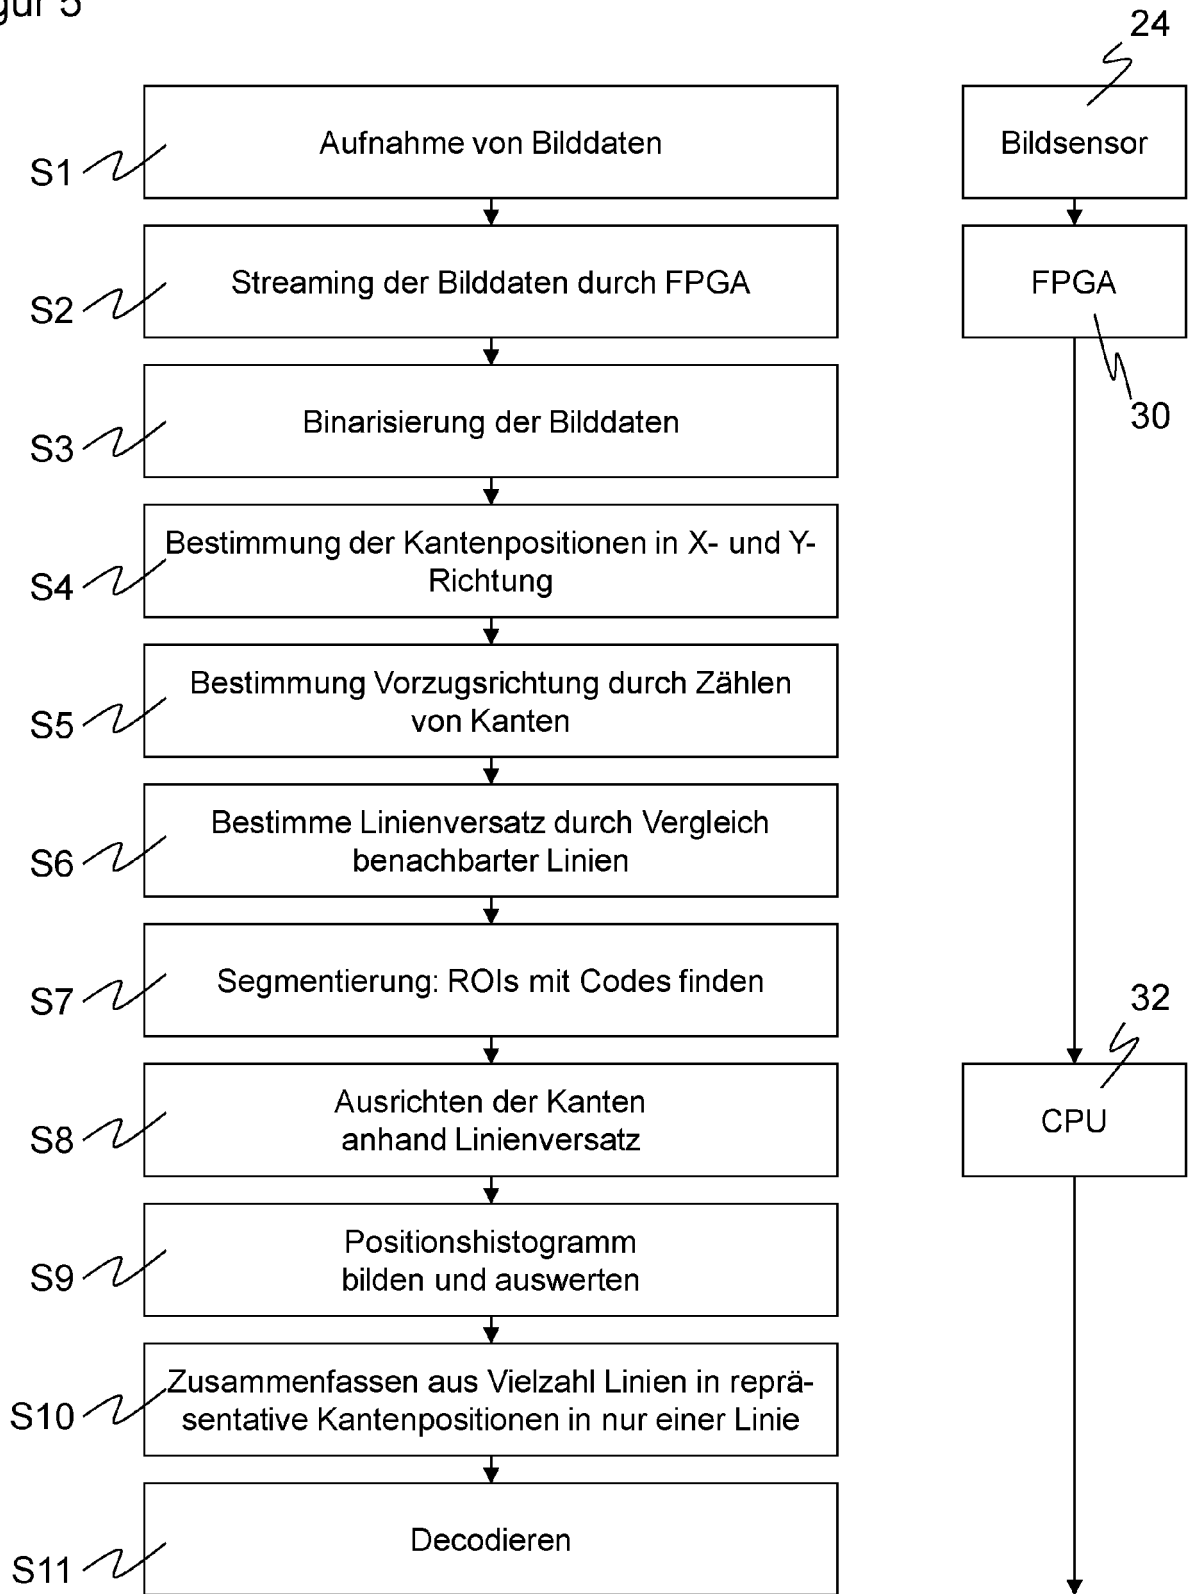 gur 5
24
Aufnahme von Bilddaten
Bildsensor
S1
Streaming der Bilddaten durch FPGA
FPGA
S2
Binarisierung der Bilddaten
30
S3
Bestimmung der Kantenpositionen in X- und Y-
Richtung
S4
Bestimmung Vorzugsrichtung durch Zählen
von Kanten
S5
Bestimme Linienversatz durch Vergleich
benachbarter Linien
S6
Segmentierung: ROIs mit Codes finden
S7
32
Ausrichten der Kanten
anhand Linienversatz
CPU
S8
Positionshistogramm
bilden und auswerten
S9
Zusammenfassen aus Vielzahl Linien in reprä-
sentative Kantenpositionen in nur einer Linie
S10
Decodieren
S11